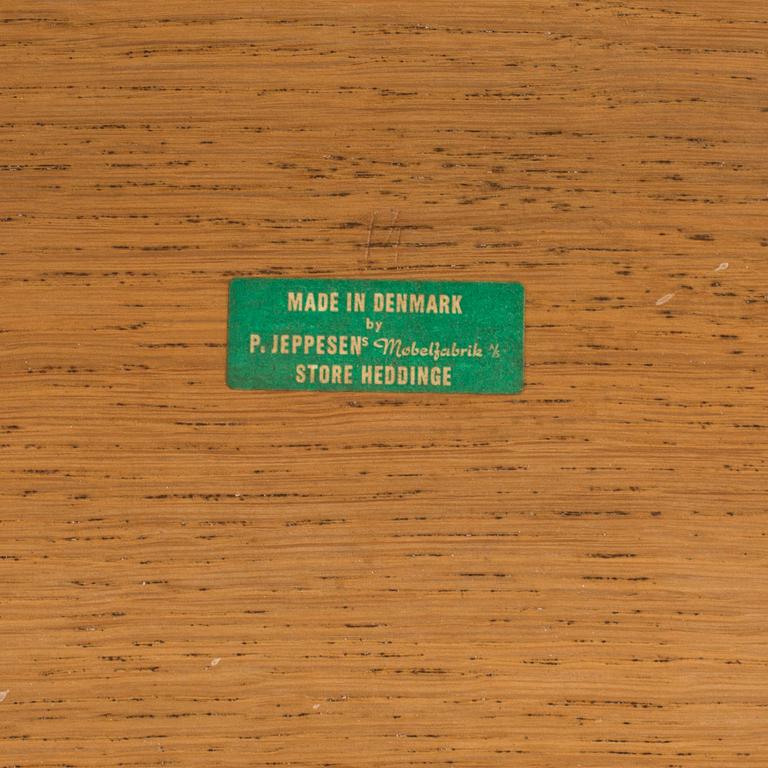 MADE IN DENMARK
by
P. JEPPESENs Møbelfabrik A/S
STORE HEDDINGE